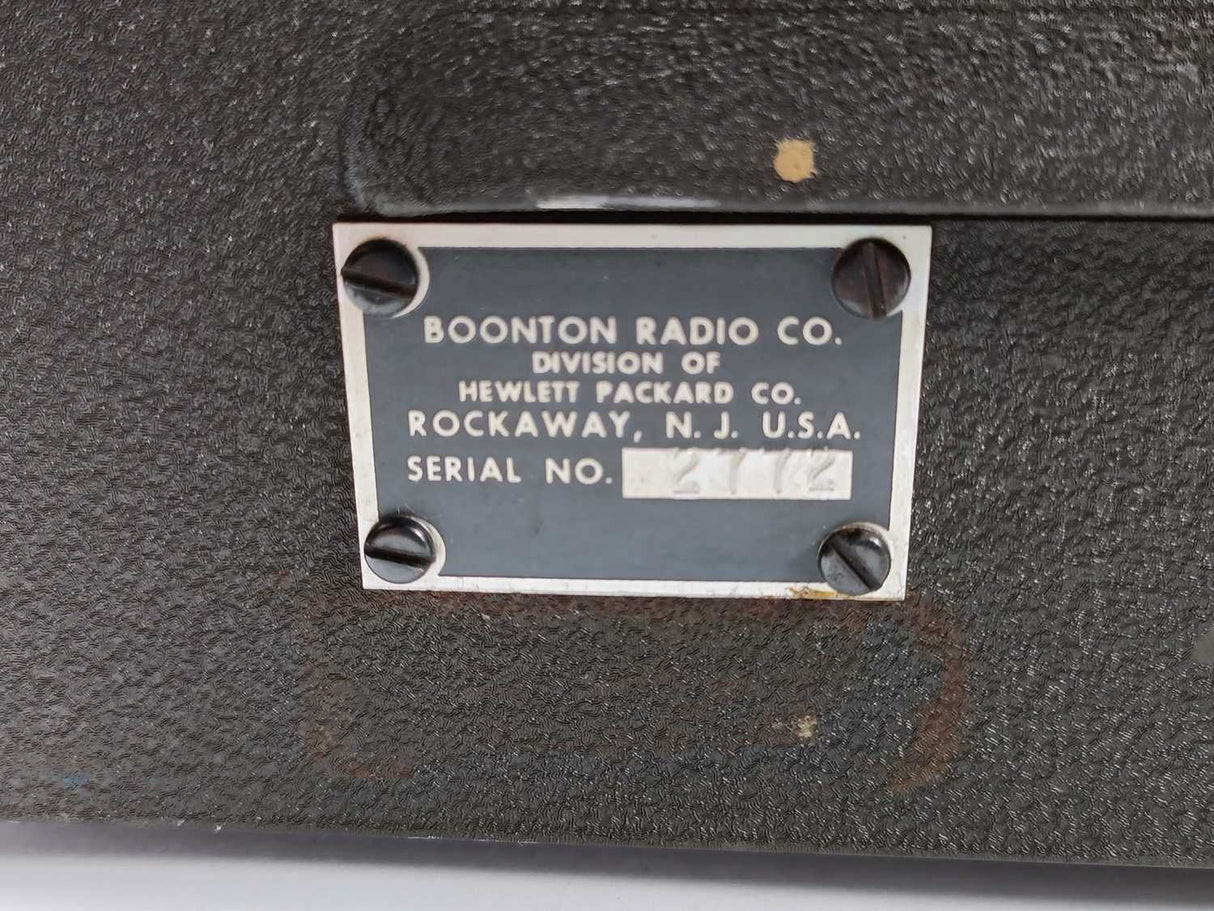 BOONTON RADIO CO.
DIVISION OF
HEWLETT PACKARD CO.
ROCKAWAY, N. J. U.S.A.
SERIAL NO. 2772